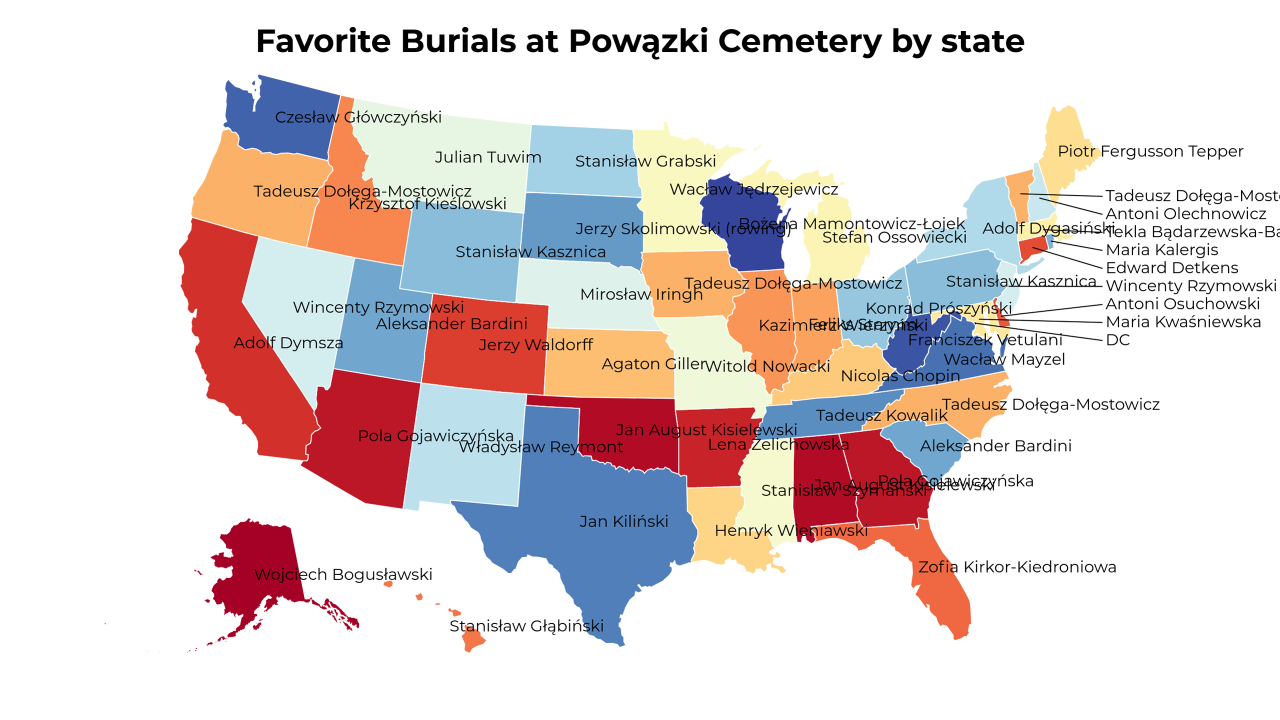 Favorite Burials at Powązki Cemetery by state
Czesław Główczyński
Julian Tuwim
Stanisław Grabski
Piotr Fergusson Tepper
Tadeusz Dołęga-Mostowicz
Krzysztof Kieślowski
Wacław Jędrzejewicz
Tadeusz Dołęga-Most
Antoni Olechnowicz
Jerzy Skolimowski (rowing)
Bożena Mamontowicz-Łojek
Stefan Ossowiecki
Adolf Dygasiński
Tekla Bądarzewska-Ba
Maria Kalergis
Stanisław Kasznica
Edward Detkens
Tadeusz Dołęga-Mostowicz
Stanisław Kasznica
Wincenty Rzymowski
Mirosław Iringh
Antoni Osuchowski
Wincenty Rzymowski
Aleksander Bardini
Konrad Prószyński
Kazimierz Wierzyński
Feliks Stamm
Maria Kwaśniewska
Adolf Dymsza
Jerzy Waldorff
Franciszek Vetulani
DC
Agaton Giller
Witold Nowacki
Wacław Mayzel
Nicolas Chopin
Tadeusz Kowalik
Tadeusz Dołęga-Mostowicz
Pola Gojawiczyńska
Władysław Reymont
Jan August Kisielewski
Lena Żelichowska
Aleksander Bardini
Stanisław Szymański
Jan August Kisielewski
Pola Gojawiczyńska
Jan Kiliński
Henryk Wieniawski
Zofia Kirkor-Kiedroniowa
Wojciech Bogusławski
Stanisław Głąbiński